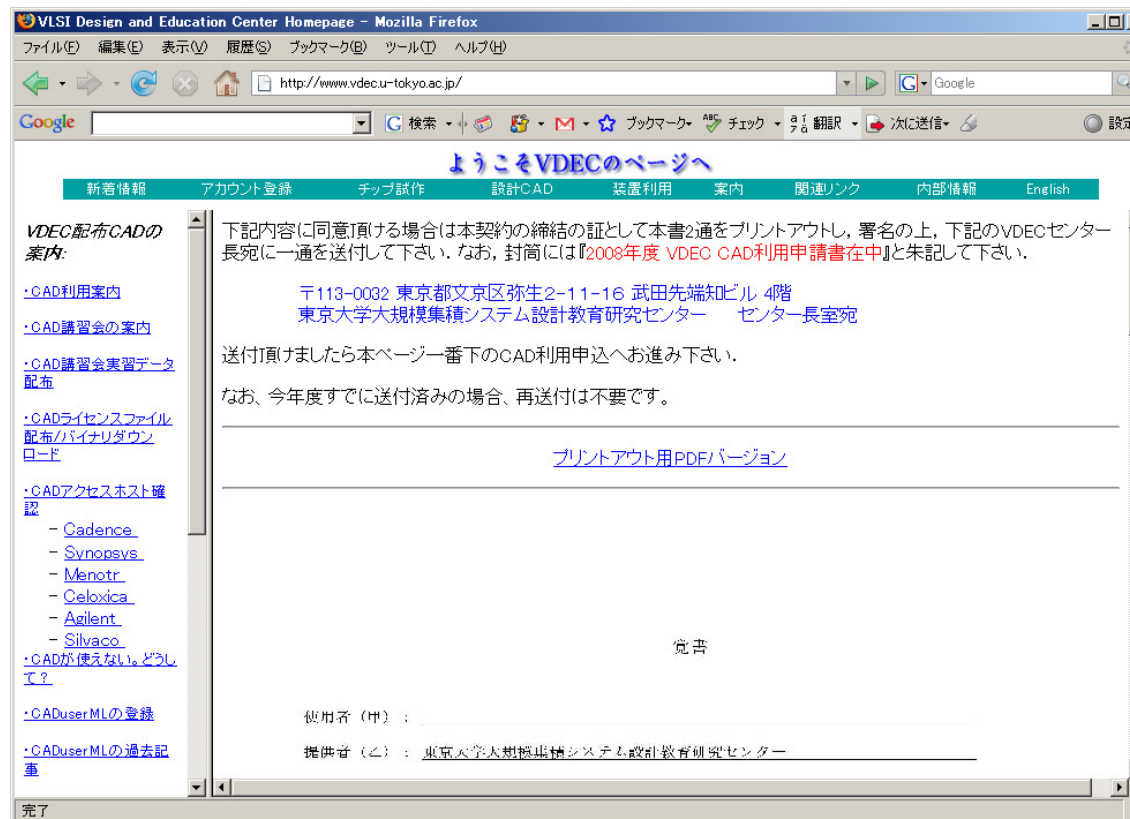 VLSI Design and Education Center Homepage - Mozilla Firefox
ファイル(F) 編集(E) 表示(V) 履歴(S) ブックマーク(B) ツール(T) ヘルプ(H)
http://www.vdec.u-tokyo.ac.jp/ G Google
Google G 検索 ブックマーク ABC チェック 翻訳 次に送信 設定
ようこそVDECのページへ
新着情報 アカウント登録 チップ試作 設計CAD 装置利用 案内 関連リンク 内部情報 English
VDEC配布CADの
案内:
・CAD利用案内
・CAD講習会の案内
・CAD講習会実習データ
配布
・CADライセンスファイル
配布/バイナリダウン
ロード
・CADアクセスホスト確
認
- Cadence
- Synopsys
- Menotr
- Celoxica
- Agilent
- Silvaco
・CADが使えない。どうし
て?
・CADuserMLの登録
・CADuserMLの過去記
事
下記内容に同意頂ける場合は本契約の締結の証として本書2通をプリントアウトし,署名の上,下記のVDECセンター
長宛に一通を送付して下さい.なお,封筒には『2008年度 VDEC CAD利用申請書在中』と朱記して下さい.
〒113-0032 東京都文京区弥生2-11-16 武田先端知ビル 4階
東京大学大規模集積システム設計教育研究センター センター長室宛
送付頂けましたら本ページ一番下のCAD利用申込へお進み下さい.
なお、今年度すでに送付済みの場合、再送付は不要です。
プリントアウト用PDFバージョン
覚書
使用者(甲):
提供者(乙): 東京大学大規模集積システム設計教育研究センター
完了